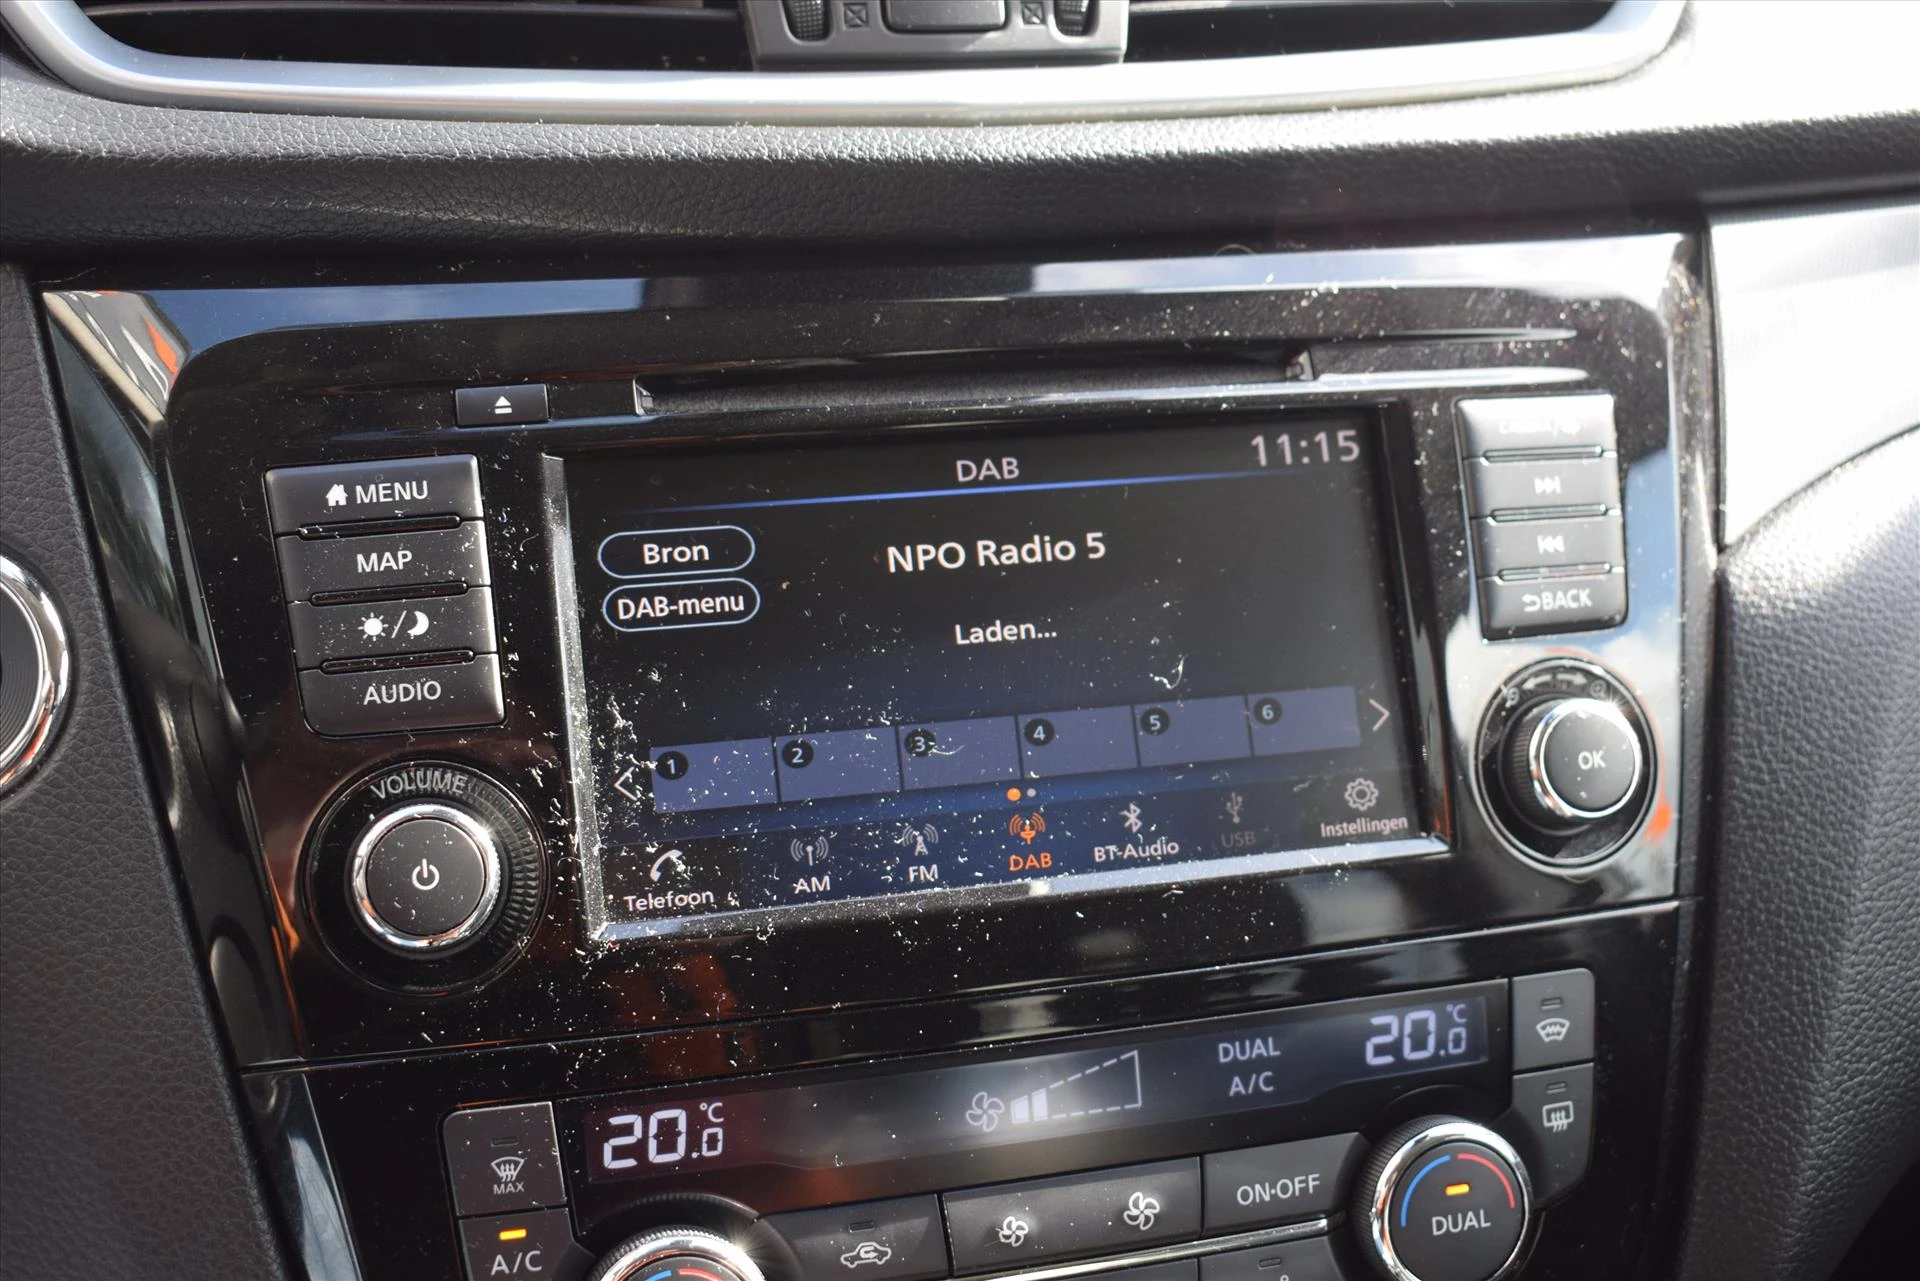 DAB
11:15
MENU
MAP
AUDIO
VOLUME
Bron
DAB-menu
NPO Radio 5
Laden...
1 2 3 4 5 6
Telefoon
AM
FM
DAB
BT-Audio
USB
Instellingen
BACK
OK
20.0 °C
DUAL
A/C
20.0 °C
MAX
A/C
ON·OFF
DUAL